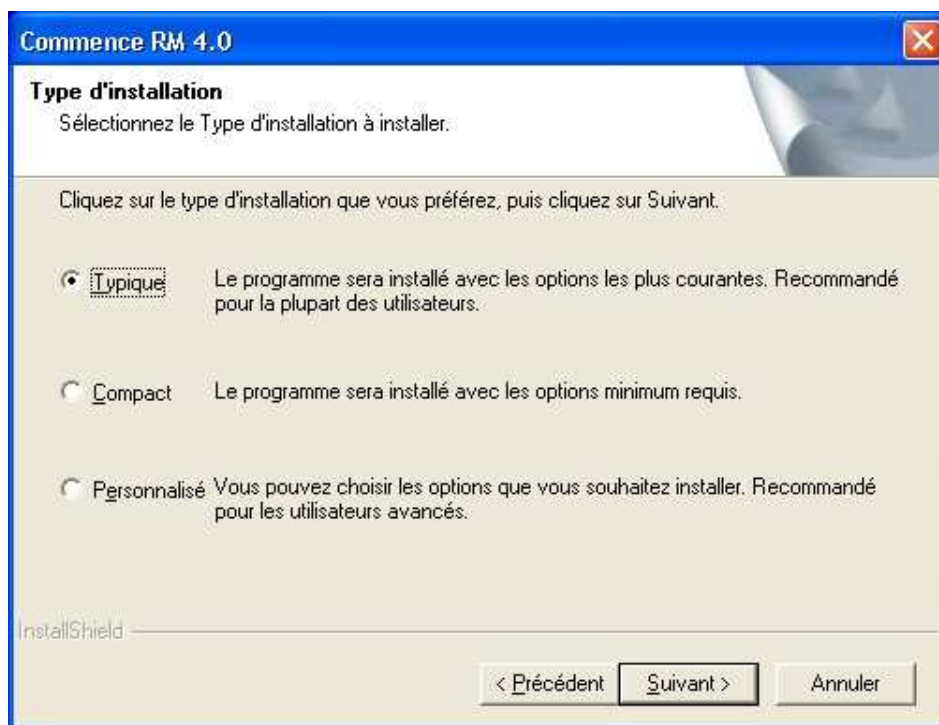 Commence RM 4.0
Type d'installation
Sélectionnez le Type d'installation à installer.
Cliquez sur le type d'installation que vous préférez, puis cliquez sur Suivant.
Typique
Le programme sera installé avec les options les plus courantes. Recommandé
pour la plupart des utilisateurs.
Compact
Le programme sera installé avec les options minimum requis.
Personnalisé
Vous pouvez choisir les options que vous souhaitez installer. Recommandé
pour les utilisateurs avancés.
InstallShield
< Précédent
Suivant >
Annuler